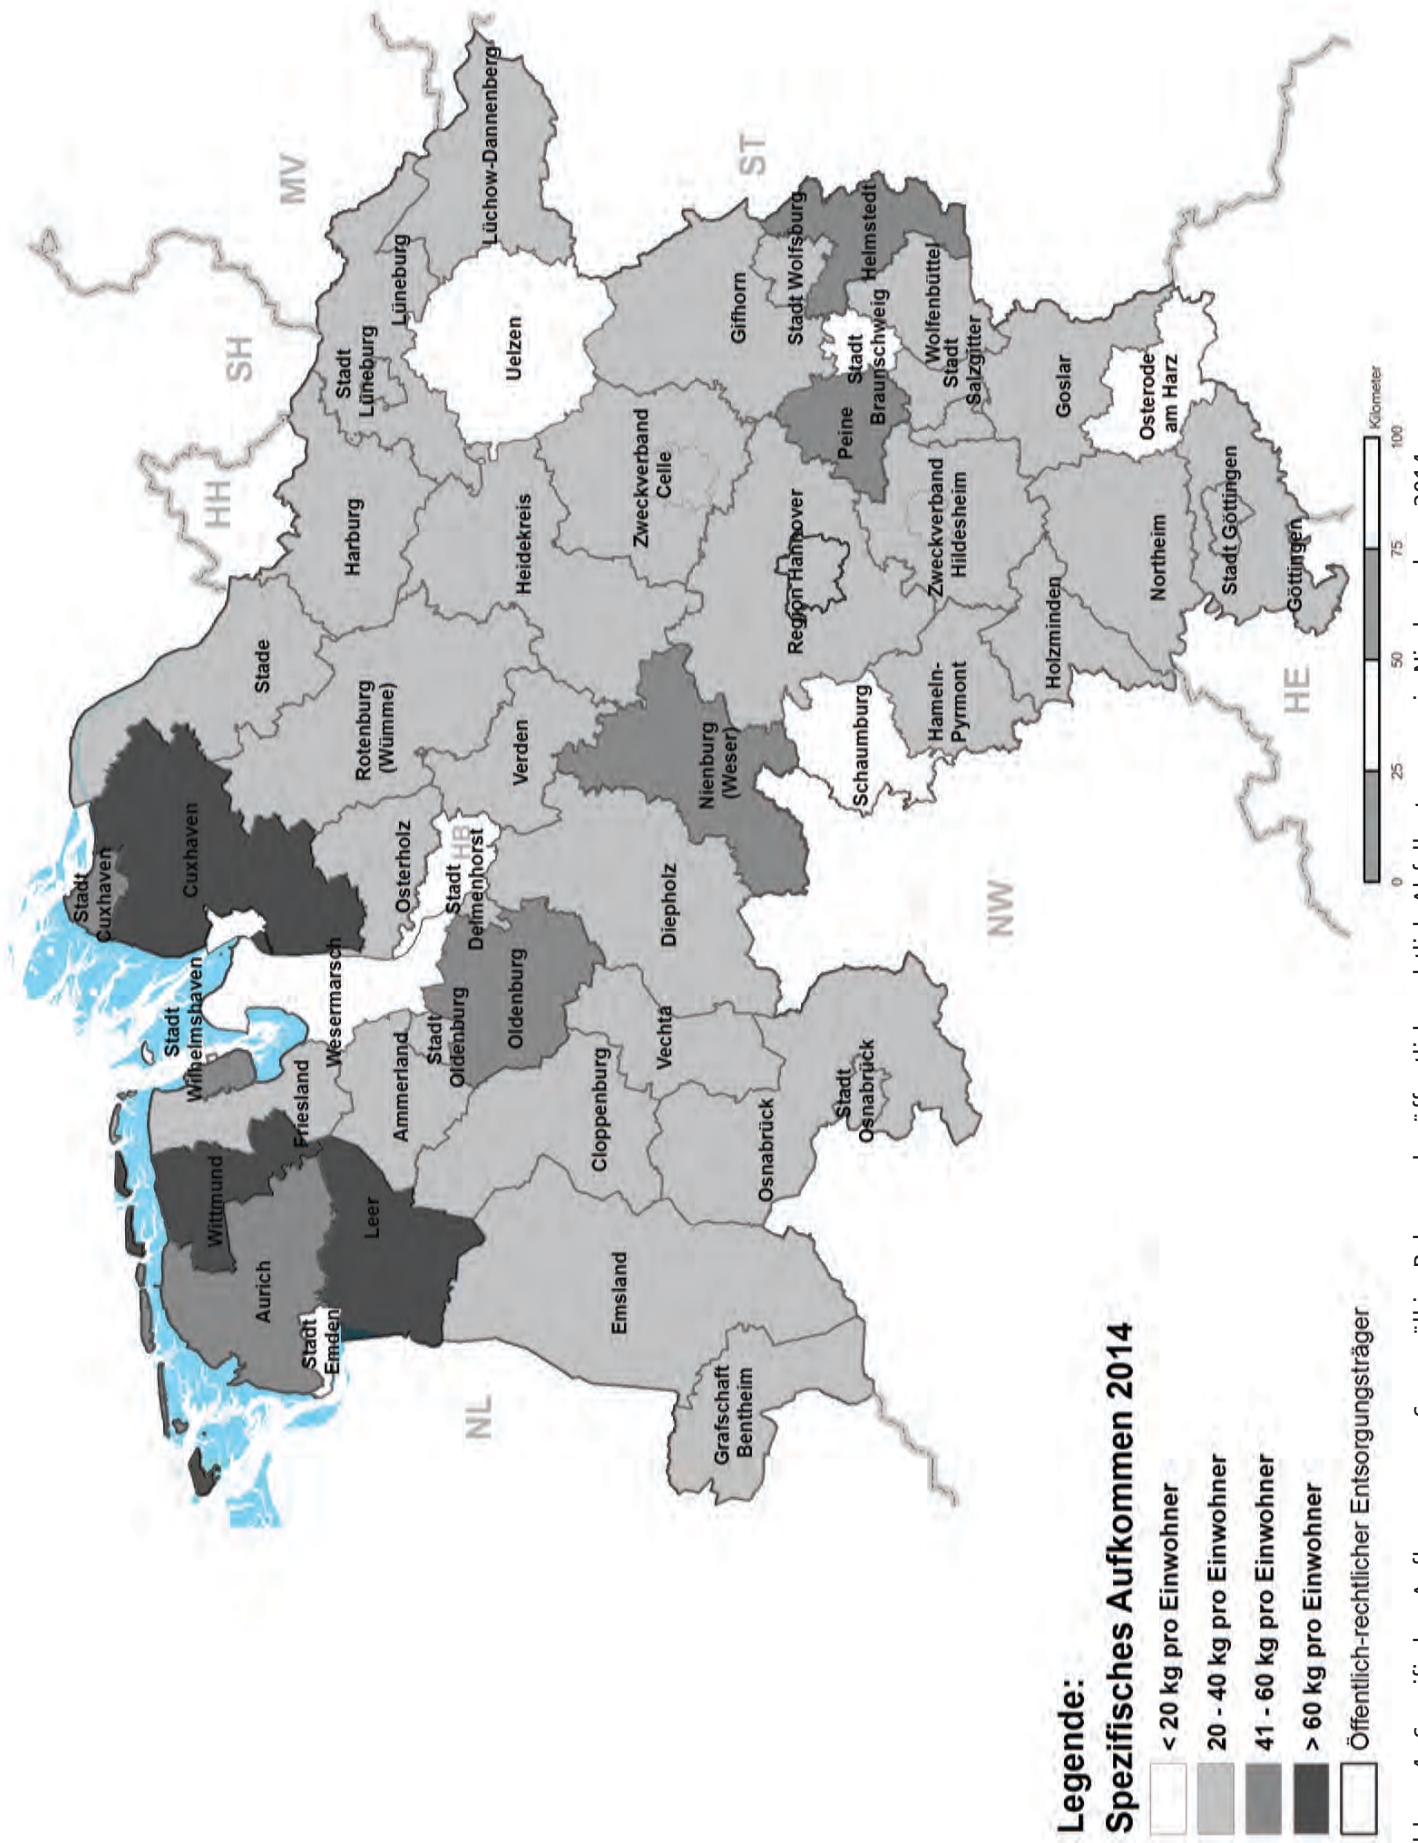 MV
SH
HH
Lüchow-Dannenberg
Lüneburg
Stadt
Lüneburg
Uelzen
ST
Harburg
Stade
Heidekreis
Zweckverband
Celle
Gifhorn
Stadt Wolfsburg
Helmstedt
Stadt
Braunschweig
Wolfenbüttel
Stadt
Salzgitter
Peine
Goslar
Osterode
am Harz
Region Hannover
Zweckverband
Hildesheim
Northeim
Stadt Göttingen
Göttingen
Holzminden
Hameln-
Pyrmont
Schaumburg
HE
Nienburg
(Weser)
Rotenburg
(Wümme)
Verden
Cuxhaven
Stadt
Cuxhaven
Osterholz
HB
Stadt
Delmenhorst
Diepholz
NW
Stadt
Wilhelmshaven
Wesermarsch
Friesland
Ammerland
Stadt
Oldenburg
Oldenburg
Vechta
Cloppenburg
Osnabrück
Stadt
Osnabrück
Wittmund
Aurich
Leer
Stadt
Emden
Emsland
Grafschaft
Bentheim
NL
0 25 50 75 100
Kilometer
Legende:
Spezifisches Aufkommen 2014
< 20 kg pro Einwohner
20 - 40 kg pro Einwohner
41 - 60 kg pro Einwohner
> 60 kg pro Einwohner
Öffentlich-rechtlicher Entsorgungsträger